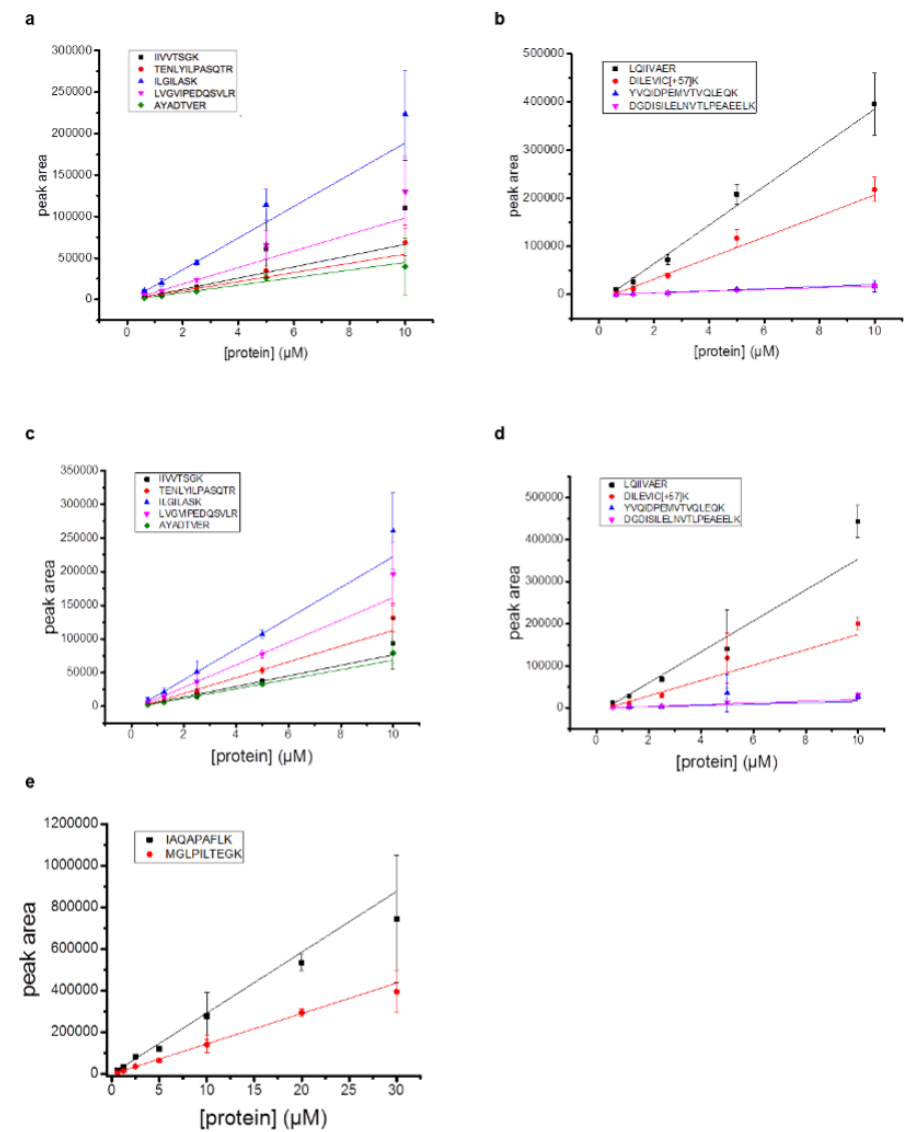 a
300000
250000
200000
150000
100000
50000
0
peak area
IIVVTSGK
TENLYILPASQTR
ILGILASK
LVGVIPEDQSVLR
AYADTVER
0 2 4 6 8 10
[protein] (µM)
b
500000
400000
300000
200000
100000
0
peak area
LQIIVAER
DILEVIC[+57]K
YVQIDPEMVTVQLEQK
DGDISILELNVTLPEAEELK
0 2 4 6 8 10
[protein] (µM)
c
350000
300000
250000
200000
150000
100000
50000
0
peak area
IIVVTSGK
TENLYILPASQTR
ILGILASK
LVGVIPEDQSVLR
AYADTVER
0 2 4 6 8 10
[protein] (µM)
d
500000
400000
300000
200000
100000
0
peak area
LQIIVAER
DILEVIC[+57]K
YVQIDPEMVTVQLEQK
DGDISILELNVTLPEAEELK
0 2 4 6 8 10
[protein] (µM)
e
1200000
1000000
800000
600000
400000
200000
0
peak area
IAQAPAFLK
MGLPILTEGK
0 5 10 15 20 25 30
[protein] (µM)